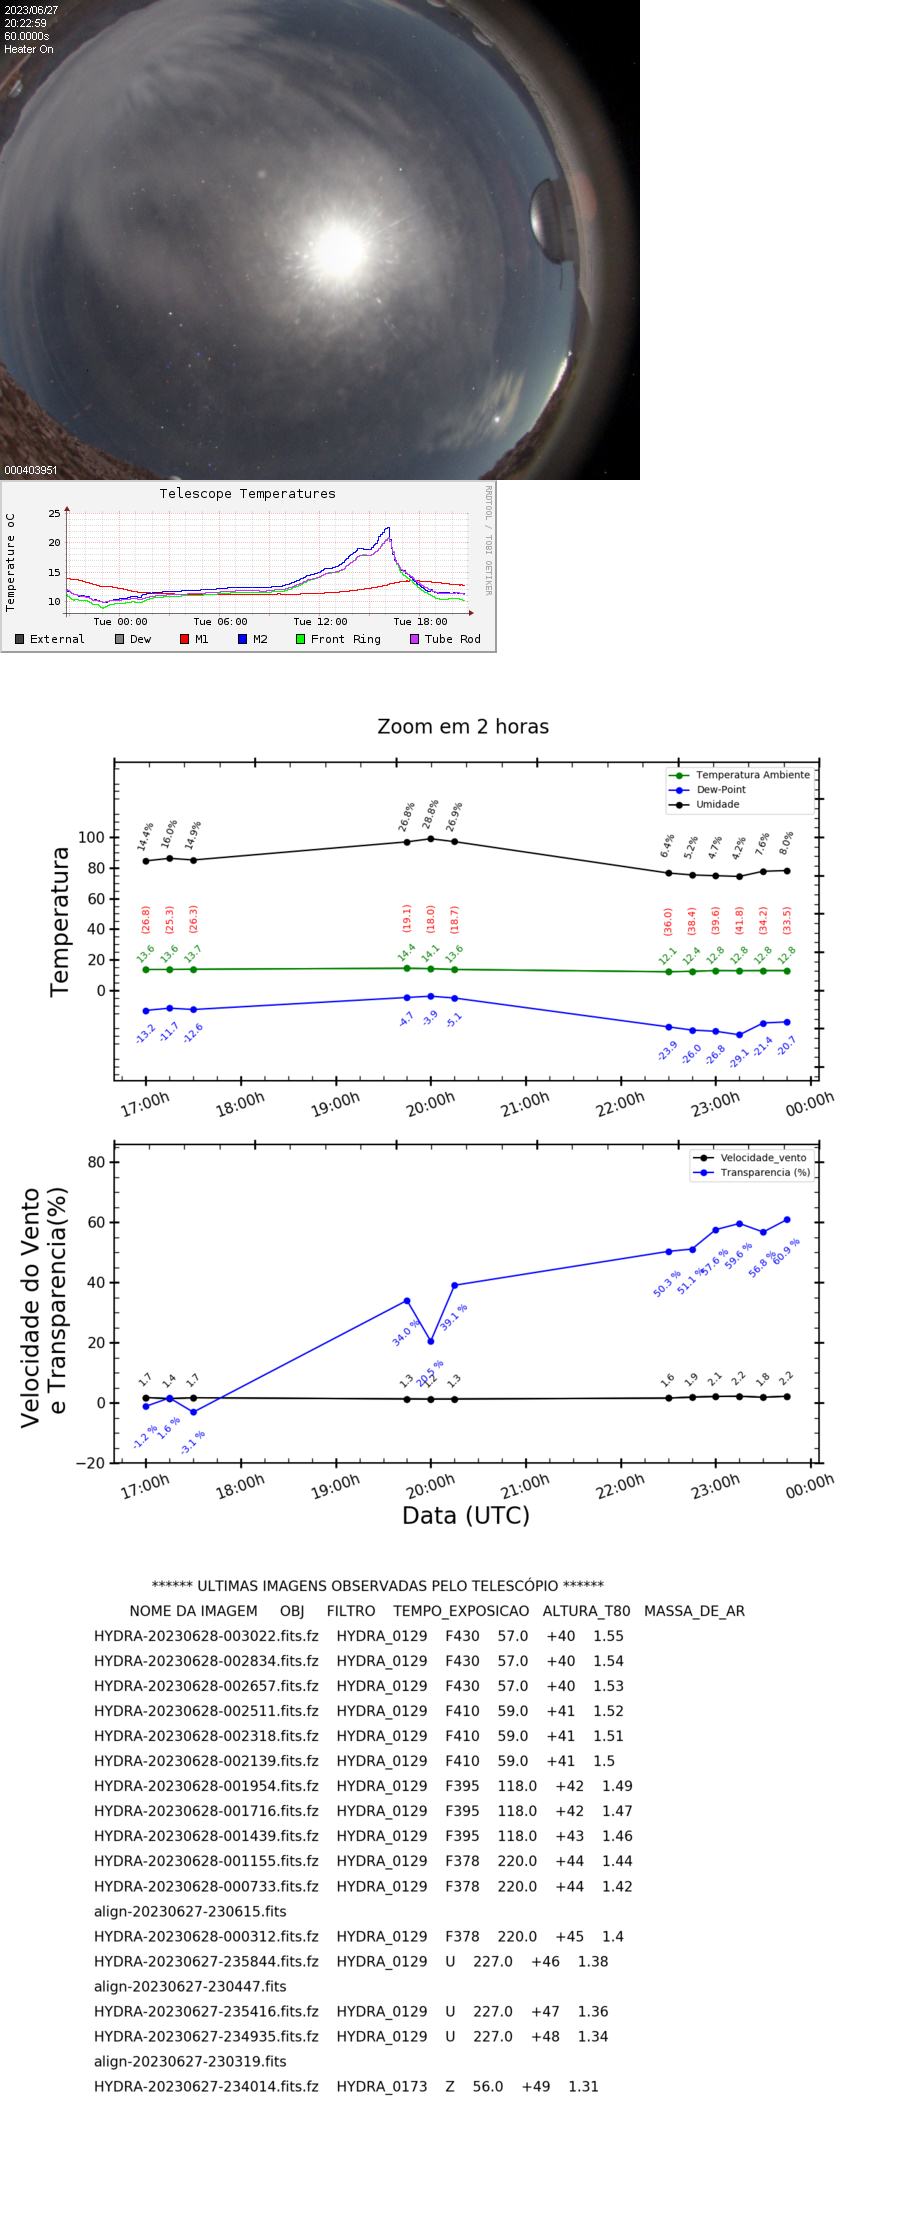 2023/06/27
20:22:59
60.0000s
Heater On
000403951
Telescope Temperatures
RRDTOOL / TOBI OETIKER
Temperature oC
25
20
15
10
Tue 00:00 Tue 06:00 Tue 12:00 Tue 18:00
External Dew M1 M2 Front Ring Tube Rod
Zoom em 2 horas
Temperatura Ambiente
Dew-Point
Umidade
Temperatura
100
80
60
40
20
0
14.4% 16.0% 14.9% 26.8% 28.8% 26.9% 6.4% 5.2% 4.7% 4.2% 7.6% 8.0%
(26.8) (25.3) (26.3) (19.1) (18.0) (18.7) (36.0) (38.4) (39.6) (41.8) (34.2) (33.5)
13.6 13.6 13.7 14.4 14.1 13.6 12.1 12.4 12.8 12.8 12.8 12.8
-13.2 -11.7 -12.6 -4.7 -3.9 -5.1 -23.9 -26.0 -26.8 -29.1 -21.4 -20.7
17:00h 18:00h 19:00h 20:00h 21:00h 22:00h 23:00h 00:00h
Velocidade_vento
Transparencia (%)
Velocidade do Vento
e Transparencia(%)
80
60
40
20
0
−20
50.3 % 51.1 % 57.6 % 59.6 % 56.8 % 60.9 %
34.0 % 20.5 % 39.1 %
1.7 1.4 1.7 1.3 1.2 1.3 1.6 1.9 2.1 2.2 1.8 2.2
-1.2 % 1.6 % -3.1 %
17:00h 18:00h 19:00h 20:00h 21:00h 22:00h 23:00h 00:00h
Data (UTC)
****** ULTIMAS IMAGENS OBSERVADAS PELO TELESCÓPIO ******
NOME DA IMAGEM OBJ FILTRO TEMPO_EXPOSICAO ALTURA_T80 MASSA_DE_AR
HYDRA-20230628-003022.fits.fz HYDRA_0129 F430 57.0 +40 1.55
HYDRA-20230628-002834.fits.fz HYDRA_0129 F430 57.0 +40 1.54
HYDRA-20230628-002657.fits.fz HYDRA_0129 F430 57.0 +40 1.53
HYDRA-20230628-002511.fits.fz HYDRA_0129 F410 59.0 +41 1.52
HYDRA-20230628-002318.fits.fz HYDRA_0129 F410 59.0 +41 1.51
HYDRA-20230628-002139.fits.fz HYDRA_0129 F410 59.0 +41 1.5
HYDRA-20230628-001954.fits.fz HYDRA_0129 F395 118.0 +42 1.49
HYDRA-20230628-001716.fits.fz HYDRA_0129 F395 118.0 +42 1.47
HYDRA-20230628-001439.fits.fz HYDRA_0129 F395 118.0 +43 1.46
HYDRA-20230628-001155.fits.fz HYDRA_0129 F378 220.0 +44 1.44
HYDRA-20230628-000733.fits.fz HYDRA_0129 F378 220.0 +44 1.42
align-20230627-230615.fits
HYDRA-20230628-000312.fits.fz HYDRA_0129 F378 220.0 +45 1.4
HYDRA-20230627-235844.fits.fz HYDRA_0129 U 227.0 +46 1.38
align-20230627-230447.fits
HYDRA-20230627-235416.fits.fz HYDRA_0129 U 227.0 +47 1.36
HYDRA-20230627-234935.fits.fz HYDRA_0129 U 227.0 +48 1.34
align-20230627-230319.fits
HYDRA-20230627-234014.fits.fz HYDRA_0173 Z 56.0 +49 1.31